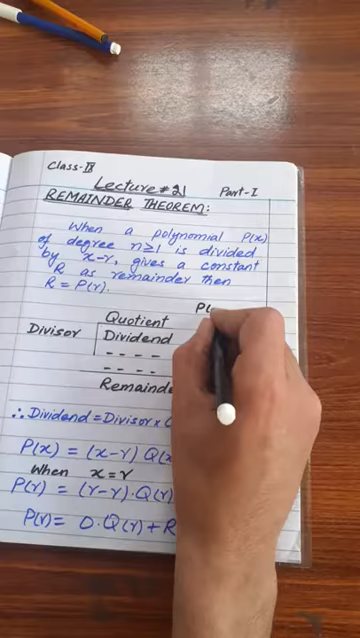 Class-IX
Lecture # 21 Part-I
REMAINDER THEOREM:
When a polynomial P(x)
of degree n≥1 is divided
by x-r, gives a constant
R as remainder then
R = P(r).
P(
Quotient
Divisor Dividend
Remainde
∴ Dividend = Divisor x
P(x) = (x-r) Q(x
When x=r
P(r) = (r-r).Q(r)
P(r) = 0.Q(r) + R